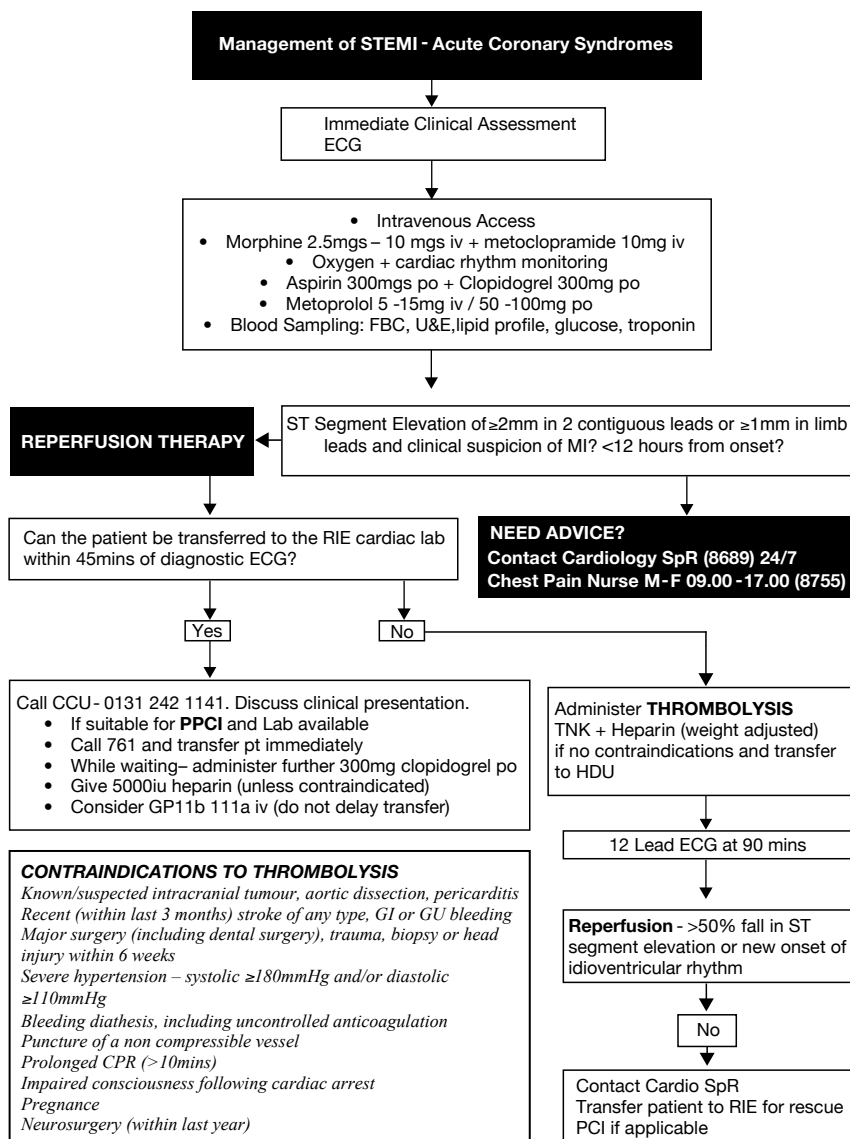 Management of STEMI - Acute Coronary Syndromes
Immediate Clinical Assessment
ECG
• Intravenous Access
• Morphine 2.5mgs – 10 mgs iv + metoclopramide 10mg iv
• Oxygen + cardiac rhythm monitoring
• Aspirin 300mgs po + Clopidogrel 300mg po
• Metoprolol 5 -15mg iv / 50 -100mg po
• Blood Sampling: FBC, U&E,lipid profile, glucose, troponin
REPERFUSION THERAPY
ST Segment Elevation of ≥2mm in 2 contiguous leads or ≥1mm in limb
leads and clinical suspicion of MI? <12 hours from onset?
Can the patient be transferred to the RIE cardiac lab
within 45mins of diagnostic ECG?
NEED ADVICE?
Contact Cardiology SpR (8689) 24/7
Chest Pain Nurse M-F 09.00 -17.00 (8755)
Yes
No
Call CCU- 0131 242 1141. Discuss clinical presentation.
• If suitable for PPCI and Lab available
• Call 761 and transfer pt immediately
• While waiting– administer further 300mg clopidogrel po
• Give 5000iu heparin (unless contraindicated)
• Consider GP11b 111a iv (do not delay transfer)
Administer THROMBOLYSIS
TNK + Heparin (weight adjusted)
if no contraindications and transfer
to HDU
12 Lead ECG at 90 mins
CONTRAINDICATIONS TO THROMBOLYSIS
Known/suspected intracranial tumour, aortic dissection, pericarditis
Recent (within last 3 months) stroke of any type, GI or GU bleeding
Major surgery (including dental surgery), trauma, biopsy or head
injury within 6 weeks
Severe hypertension – systolic ≥180mmHg and/or diastolic
≥110mmHg
Bleeding diathesis, including uncontrolled anticoagulation
Puncture of a non compressible vessel
Prolonged CPR (>10mins)
Impaired consciousness following cardiac arrest
Pregnance
Neurosurgery (within last year)
Reperfusion - >50% fall in ST
segment elevation or new onset of
idioventricular rhythm
No
Contact Cardio SpR
Transfer patient to RIE for rescue
PCI if applicable